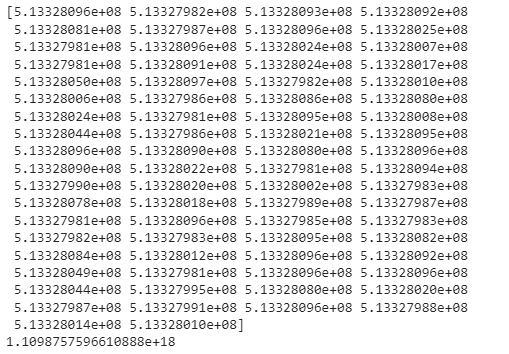 [5.13328096e+08 5.13327982e+08 5.13328093e+08 5.13328092e+08
5.13328081e+08 5.13327987e+08 5.13328096e+08 5.13328025e+08
5.13327981e+08 5.13328096e+08 5.13328024e+08 5.13328007e+08
5.13327981e+08 5.13328091e+08 5.13328024e+08 5.13328017e+08
5.13328050e+08 5.13328097e+08 5.13327982e+08 5.13328010e+08
5.13328006e+08 5.13327986e+08 5.13328086e+08 5.13328080e+08
5.13328024e+08 5.13327981e+08 5.13328095e+08 5.13328008e+08
5.13328044e+08 5.13327986e+08 5.13328021e+08 5.13328095e+08
5.13328096e+08 5.13328090e+08 5.13328080e+08 5.13328096e+08
5.13328090e+08 5.13328022e+08 5.13327981e+08 5.13328094e+08
5.13327990e+08 5.13328020e+08 5.13328002e+08 5.13327983e+08
5.13328078e+08 5.13328018e+08 5.13327989e+08 5.13327987e+08
5.13327981e+08 5.13328096e+08 5.13327985e+08 5.13327983e+08
5.13327982e+08 5.13327983e+08 5.13328095e+08 5.13328082e+08
5.13328084e+08 5.13328012e+08 5.13328096e+08 5.13328092e+08
5.13328049e+08 5.13327981e+08 5.13328096e+08 5.13328096e+08
5.13328044e+08 5.13327995e+08 5.13328080e+08 5.13328020e+08
5.13327987e+08 5.13327991e+08 5.13328096e+08 5.13327988e+08
5.13328014e+08 5.13328010e+08]
1.1098757596610888e+18